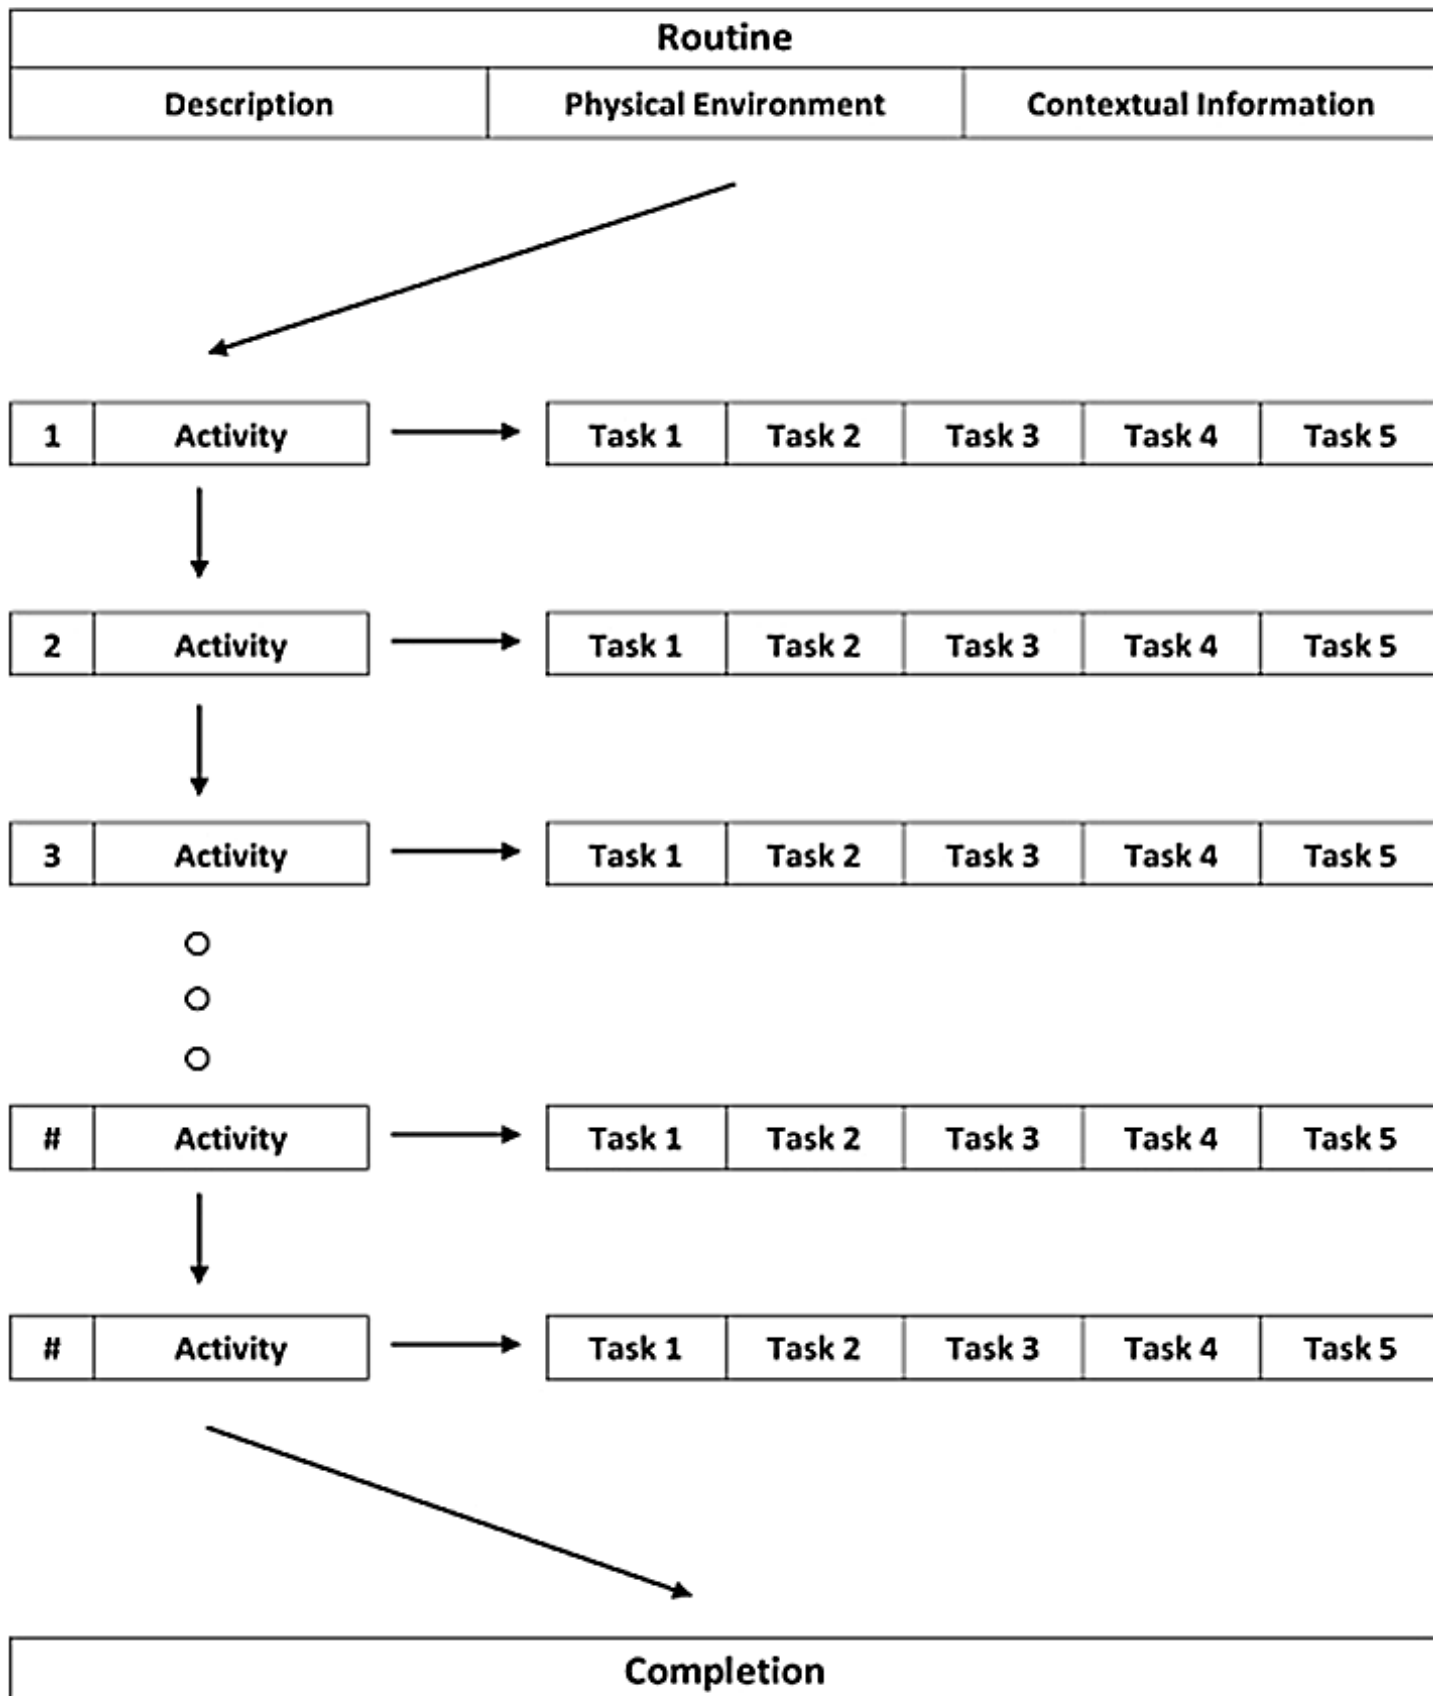 Routine
Description Physical Environment Contextual Information
1 Activity Task 1 Task 2 Task 3 Task 4 Task 5
2 Activity Task 1 Task 2 Task 3 Task 4 Task 5
3 Activity Task 1 Task 2 Task 3 Task 4 Task 5
# Activity Task 1 Task 2 Task 3 Task 4 Task 5
# Activity Task 1 Task 2 Task 3 Task 4 Task 5
Completion